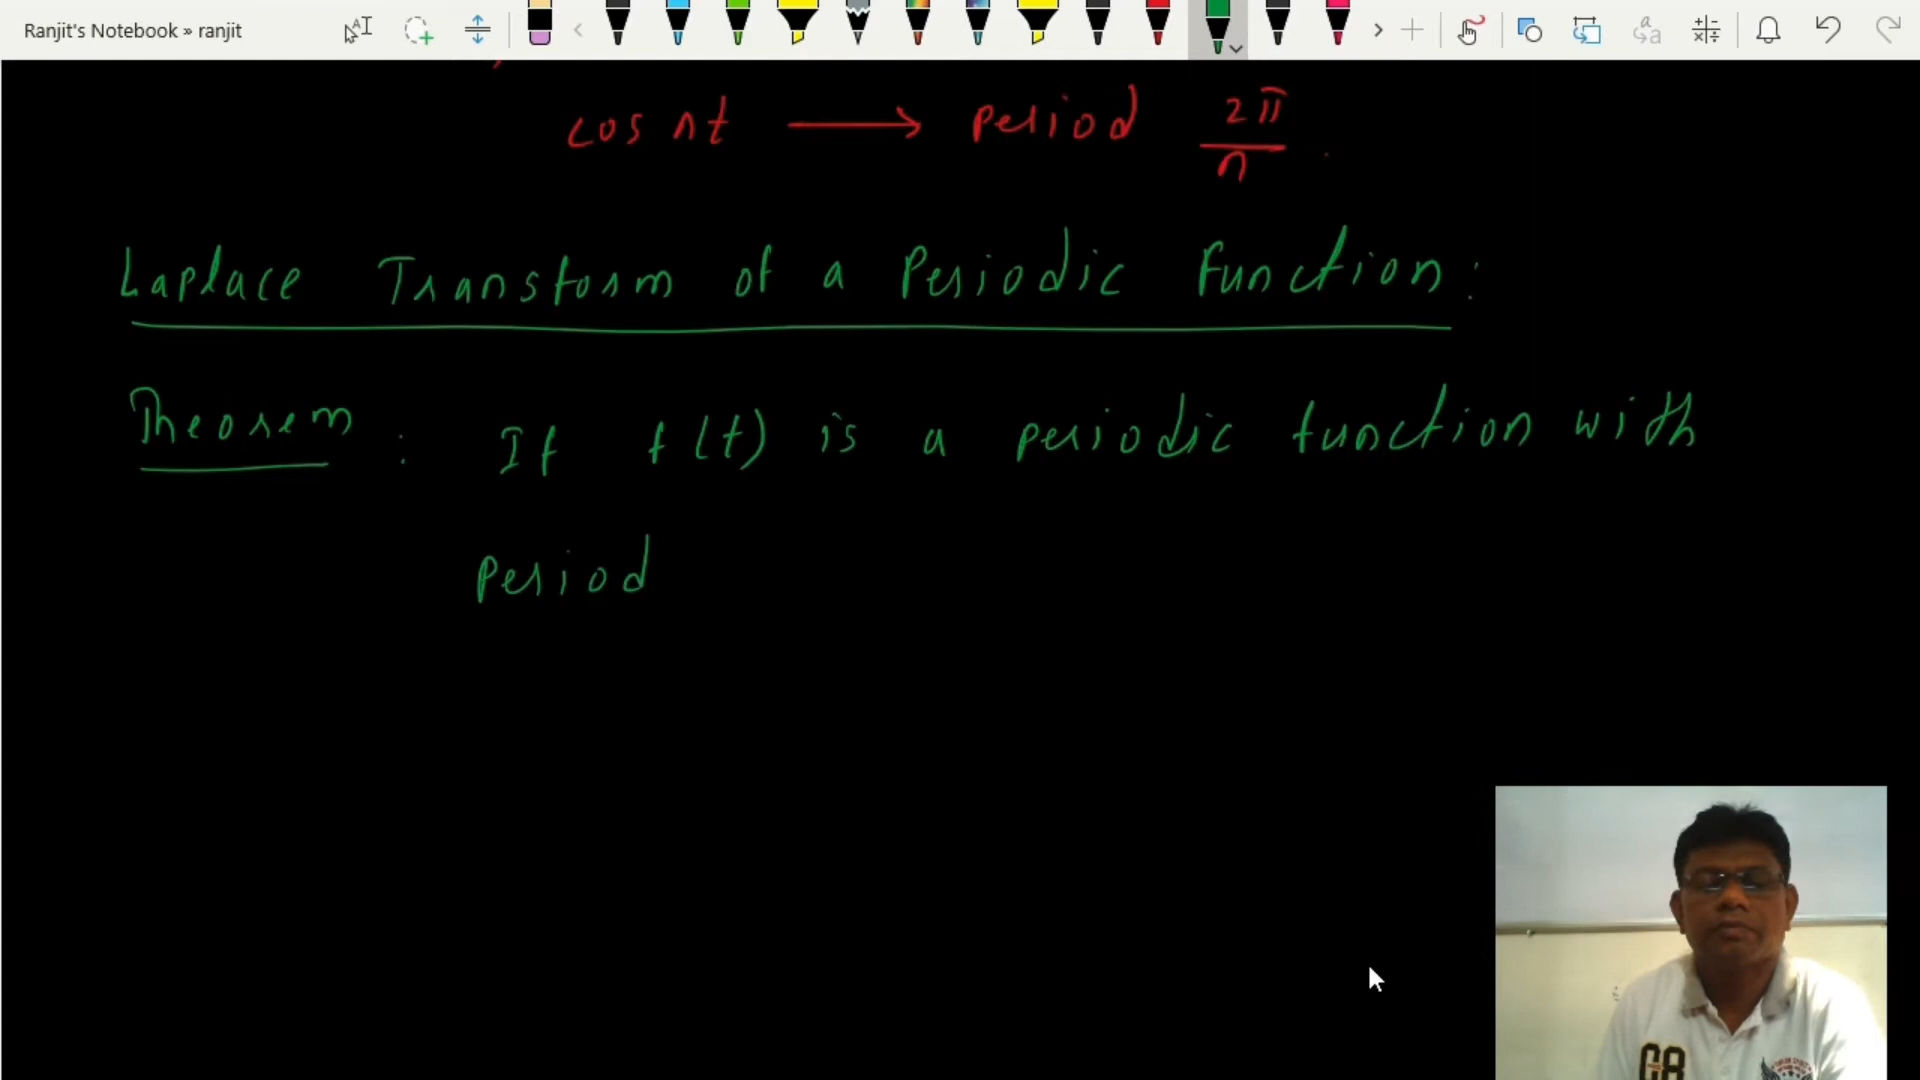 Ranjit's Notebook » ranjit
cos nt → period 2π/n .
Laplace Transform of a Periodic Function:
Theorem : If f(t) is a periodic function with
period
GB